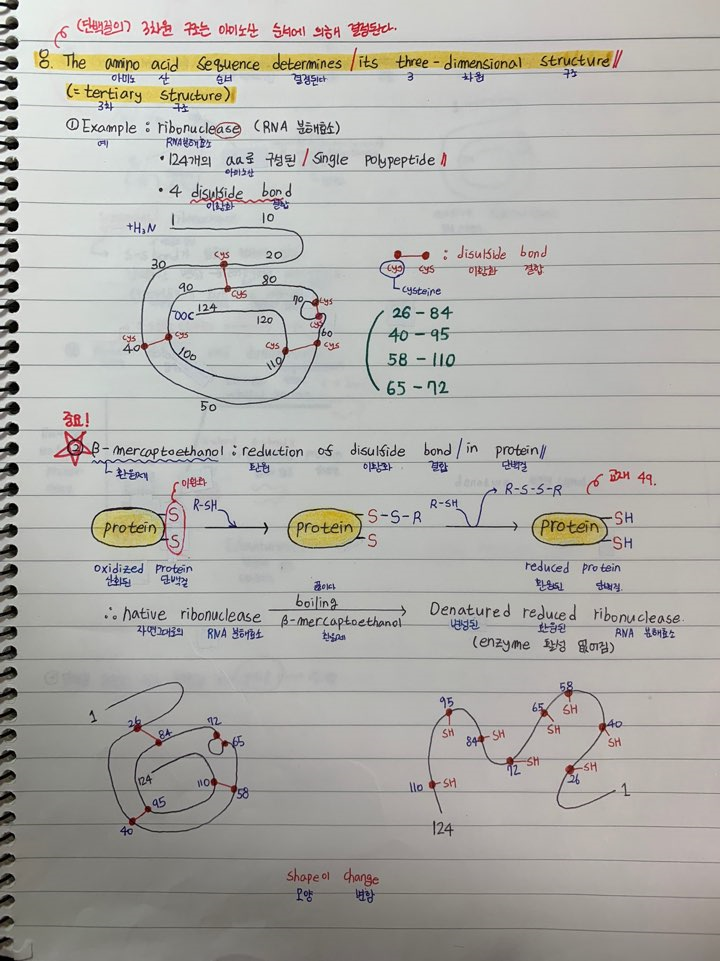 (단백질의) 3차원 구조는 아미노산 순서에 의해 결정된다.
8. The amino acid sequence determines / its three-dimensional structure //
아미노 산 순서 결정된다 3 차원 구조
(= tertiary structure)
3차 구조
① Example : ribonuclease (RNA 분해효소)
예 RNA분해효소
• 124개의 aa로 구성된 / single polypeptide //
아미노산
• 4 disulside bond
이황화 결합
+H₃N 1 10
30 cys 20
90 cys 80
-OOC 124 120 70 cys cys
cys 40 cys 100 cys 110 60 cys
50
cys cys : disulside bond
이황화 결합
cysteine
26 - 84
40 - 95
58 - 110
65 - 72
중요!
② β-mercaptoethanol : reduction of disulside bond / in protein //
환원제 환원 이황화 결합 단백질
이황화
교재 49.
protein S S R-SH protein S-S-R S R-SH R-S-S-R protein SH SH
oxidized protein
산화된 단백질
reduced protein
환원된 단백질
∴ native ribonuclease boiling β-mercaptoethanol Denatured reduced ribonuclease.
자연그대로의 RNA 분해효소 끓이다 환원제 변성된 환원된 RNA 분해효소
(enzyme 활성 없어짐)
1 26 84 72 65 124 110 58 95 40
110 SH 95 SH 84 SH 72 SH 65 SH 58 SH 40 SH 26 SH 1
124
shape이 change
모양 변함